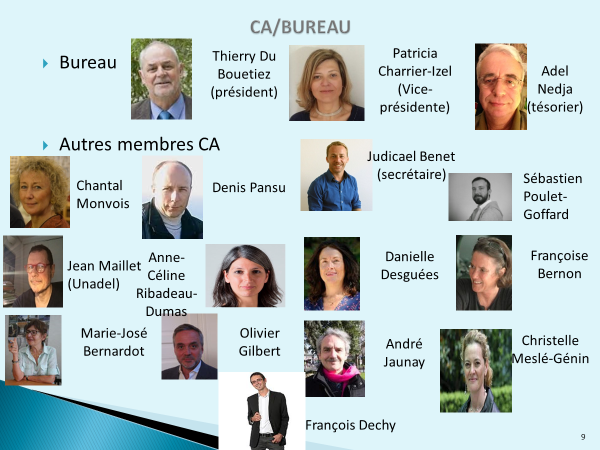 CA/BUREAU
Bureau
Thierry Du
Bouetiez
(président)
Patricia
Charrier-Izel
(Vice-
présidente)
Adel
Nedja
(tésorier)
Autres membres CA
Judicael Benet
(secrétaire)
Chantal
Monvois
Denis Pansu
Sébastien
Poulet-
Goffard
Jean Maillet
(Unadel)
Anne-
Céline
Ribadeau-
Dumas
Danielle
Desguées
Françoise
Bernon
Marie-José
Bernardot
Olivier
Gilbert
André
Jaunay
Christelle
Meslé-Génin
François Dechy
9